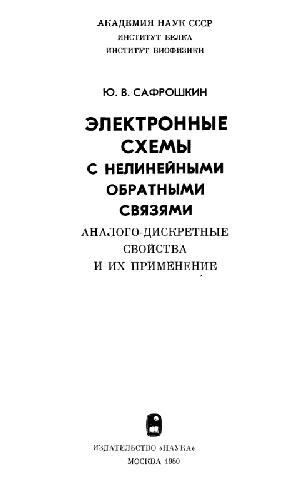 АКАДЕМИЯ НАУК СССР
ИНСТИТУТ БЕЛКА
ИНСТИТУТ БИОФИЗИКИ
Ю. В. САФРОШКИН
ЭЛЕКТРОННЫЕ
СХЕМЫ
С НЕЛИНЕЙНЫМИ
ОБРАТНЫМИ
СВЯЗЯМИ
АНАЛОГО-ДИСКРЕТНЫЕ
СВОЙСТВА
И ИХ ПРИМЕНЕНИЕ
ИЗДАТЕЛЬСТВО «НАУКА»
МОСКВА 1980